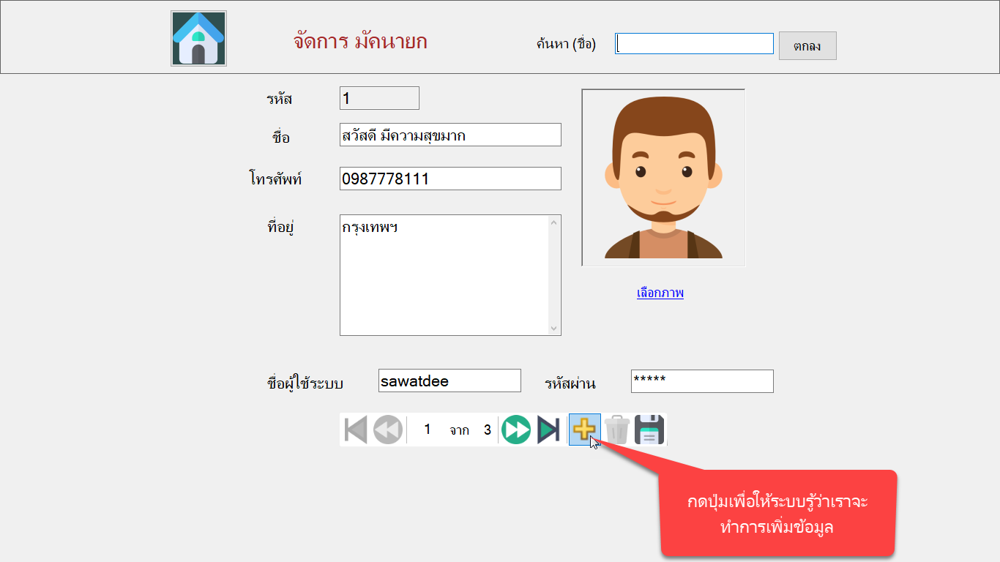 จัดการ มัคนายก
ค้นหา (ชื่อ)
ตกลง
รหัส
1
ชื่อ
สวัสดี มีความสุขมาก
โทรศัพท์
0987778111
ที่อยู่
กรุงเทพฯ
เลือกภาพ
ชื่อผู้ใช้ระบบ
sawatdee
รหัสผ่าน
*****
1 จาก 3
กดปุ่มเพื่อให้ระบบรู้ว่าเราจะ
ทำการเพิ่มข้อมูล